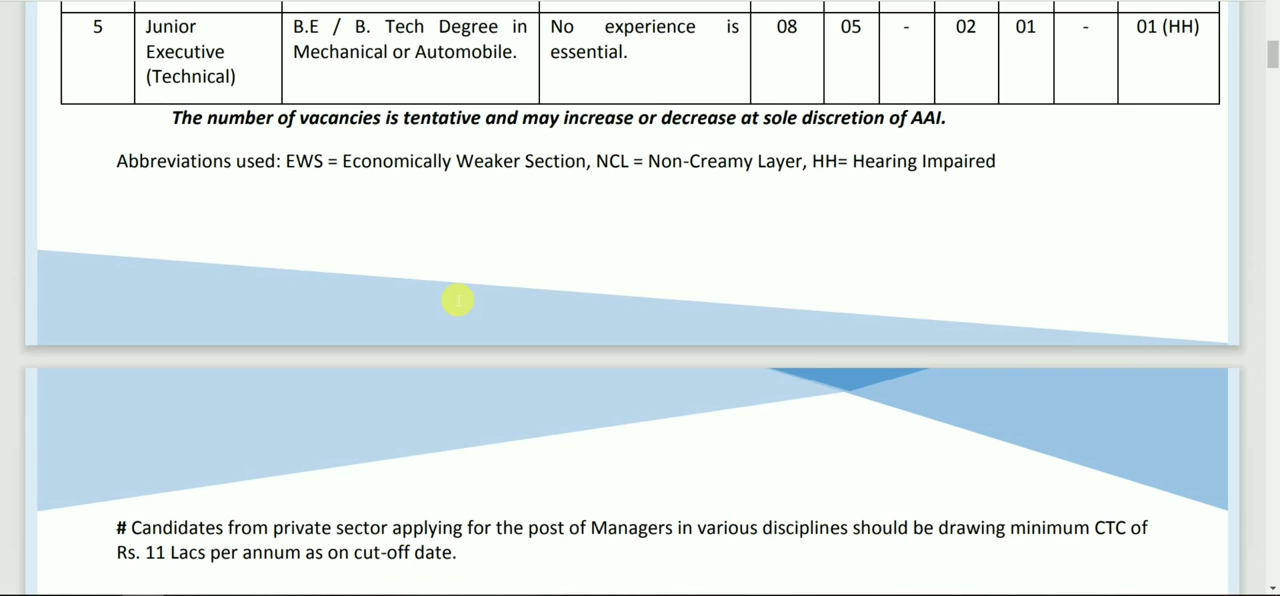 5 Junior B.E / B. Tech Degree in No experience is 08 05 - 02 01 - 01 (HH)
Executive Mechanical or Automobile. essential.
(Technical)
The number of vacancies is tentative and may increase or decrease at sole discretion of AAI.
Abbreviations used: EWS = Economically Weaker Section, NCL = Non-Creamy Layer, HH= Hearing Impaired
# Candidates from private sector applying for the post of Managers in various disciplines should be drawing minimum CTC of
Rs. 11 Lacs per annum as on cut-off date.